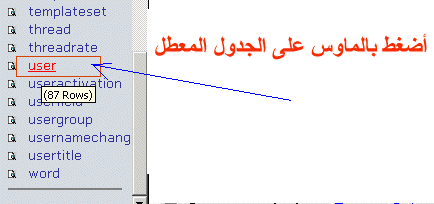 templateset
thread
threadrate
أضغط بالماوس على الجدول المعطل
user
useractivation
(87 Rows)
userfield
usergroup
usernamechang
usertitle
word